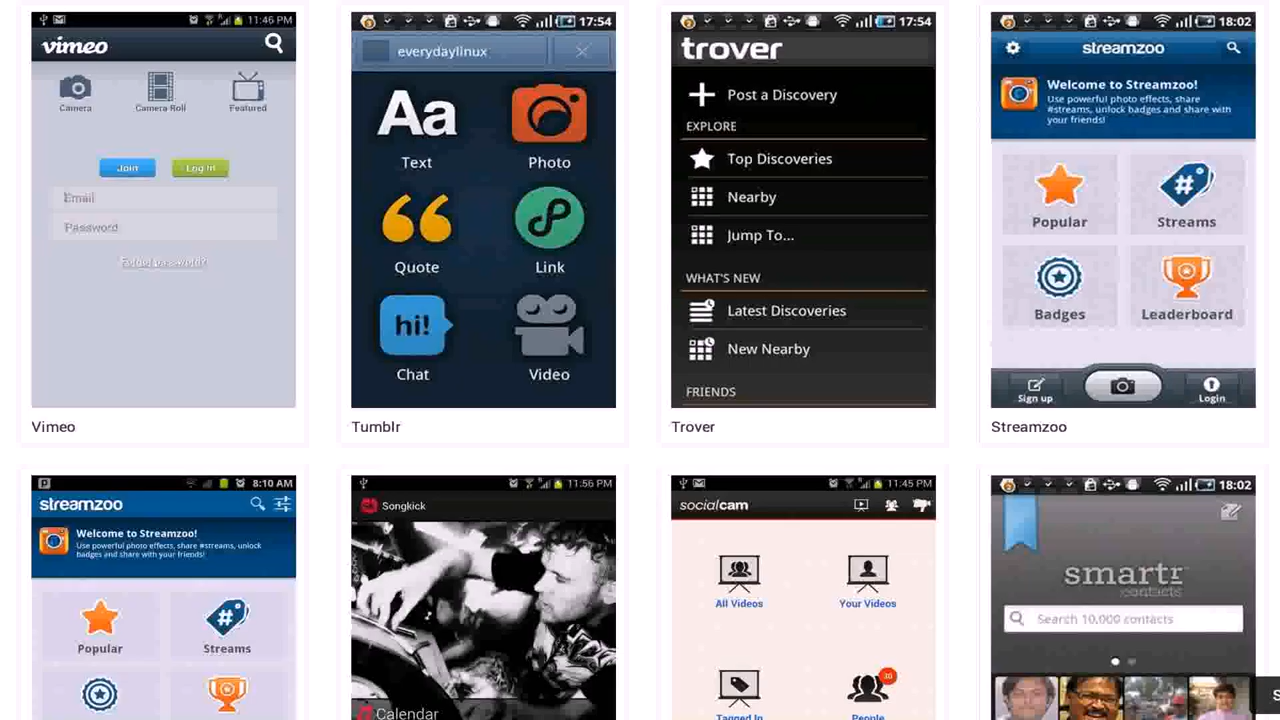 11:46 PM
vimeo
Camera
Camera Roll
Featured
Join
Log In
Email
Password
Forgot password?
Vimeo
17:54
everydaylinux
Aa
Text
Photo
Quote
Link
hi!
Chat
Video
Tumblr
17:54
trover
Post a Discovery
EXPLORE
Top Discoveries
Nearby
Jump To...
WHAT'S NEW
Latest Discoveries
New Nearby
FRIENDS
Trover
18:02
streamzoo
Welcome to Streamzoo!
Use powerful photo effects, share
#streams, unlock badges and share with
your friends!
Popular
#
Streams
Badges
Leaderboard
Sign up
Login
Streamzoo
8:10 AM
streamzoo
Welcome to Streamzoo!
Use powerful photo effects, share #streams, unlock
badges and share with your friends!
Popular
#
Streams
11:56 PM
Songkick
Calendar
11:45 PM
socialcam
All Videos
Your Videos
Tagged In
30
People
18:02
smartr
contacts
Search 10,000 contacts
S